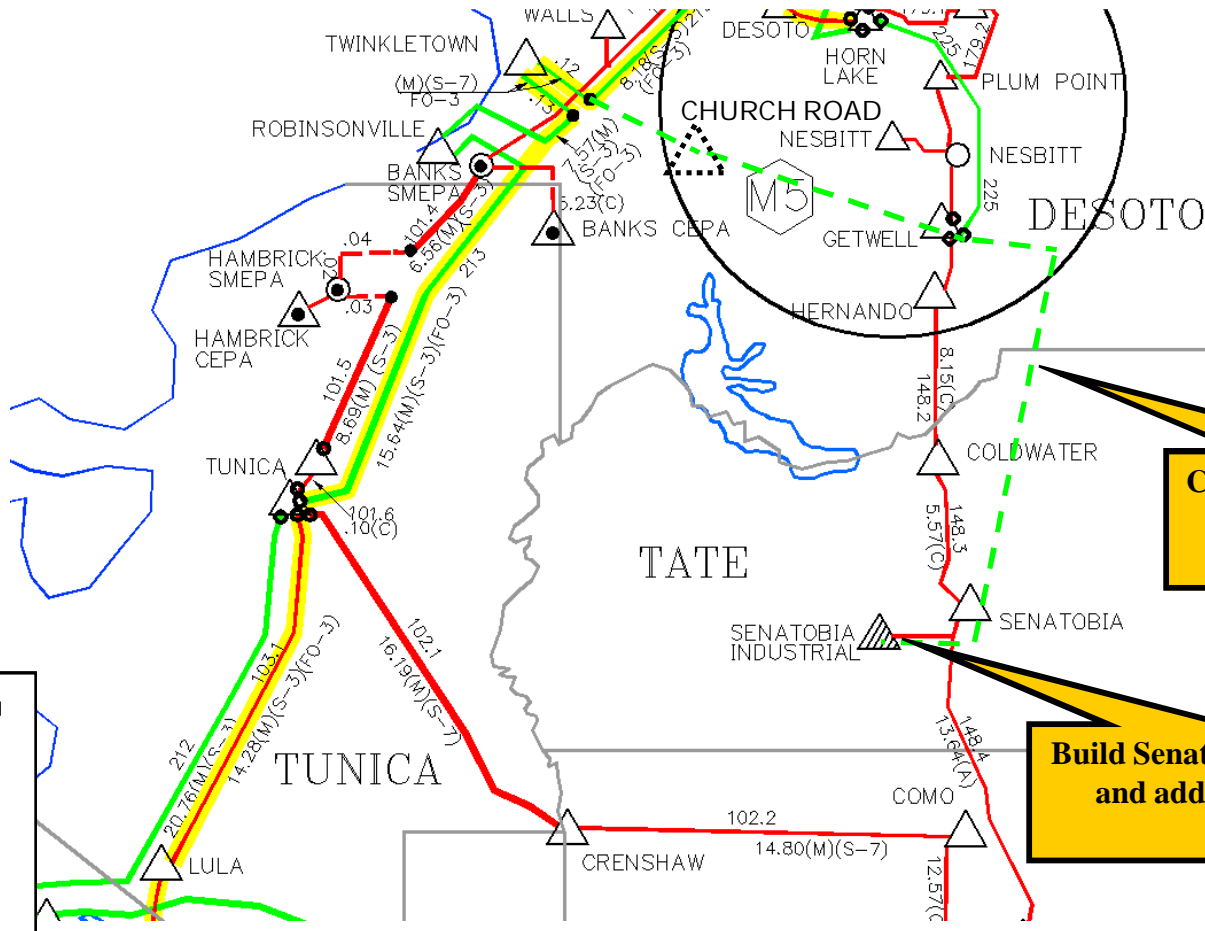 WALLS
DESOTO
TWINKLETOWN
HORN
LAKE
.12
8.18(S-3)
(FO-3)
225
179.2
(M)(S-7)
FO-3
.13
PLUM POINT
CHURCH ROAD
ROBINSONVILLE
NESBITT
NESBITT
7.57(M)
(S-3)
(FO-3)
BANKS
SMEPA
M5
225
5.23(C)
DESOTO
101.4
6.56(M)(S-3)
BANKS CEPA
GETWELL
.04
HAMBRICK
SMEPA
.02
213
.03
HERNANDO
HAMBRICK
CEPA
101.5
8.69(M) (S-3)
15.64(M)(S-3)(FO-3)
8.15(C)
148.2
TUNICA
COLDWATER
101.6
.10(C)
148.3
5.57(C)
TATE
SENATOBIA
SENATOBIA
INDUSTRIAL
102.1
16.19(M)(S-7)
103.1
14.28(M)(S-3)(FO-3)
212
20.76(M)(S-3)
TUNICA
148.4
13.64(A)
Build Senat
and add
COMO
102.2
14.80(M)(S-7)
CRENSHAW
LULA
12.57(C